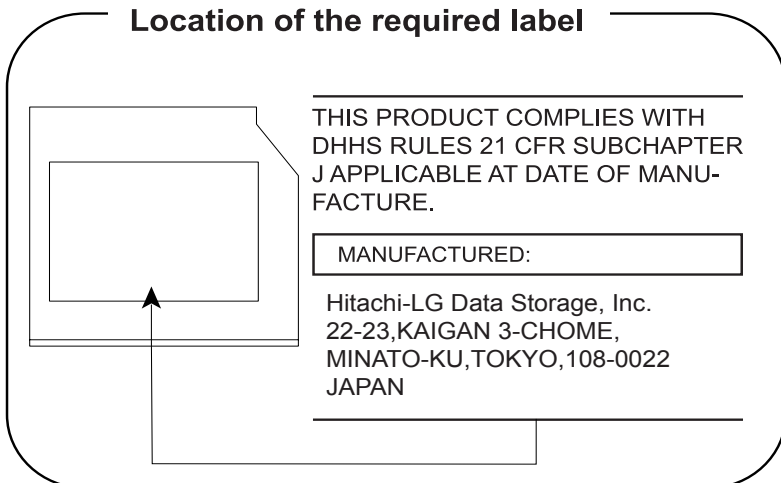 Location of the required label
THIS PRODUCT COMPLIES WITH
DHHS RULES 21 CFR SUBCHAPTER
J APPLICABLE AT DATE OF MANU-
FACTURE.
MANUFACTURED:
Hitachi-LG Data Storage, Inc.
22-23,KAIGAN 3-CHOME,
MINATO-KU,TOKYO,108-0022
JAPAN